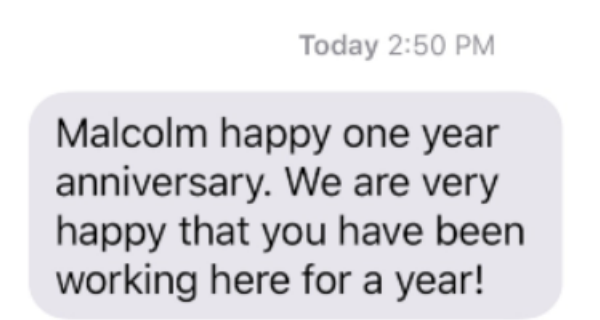 Today 2:50 PM
Malcolm happy one year
anniversary. We are very
happy that you have been
working here for a year!